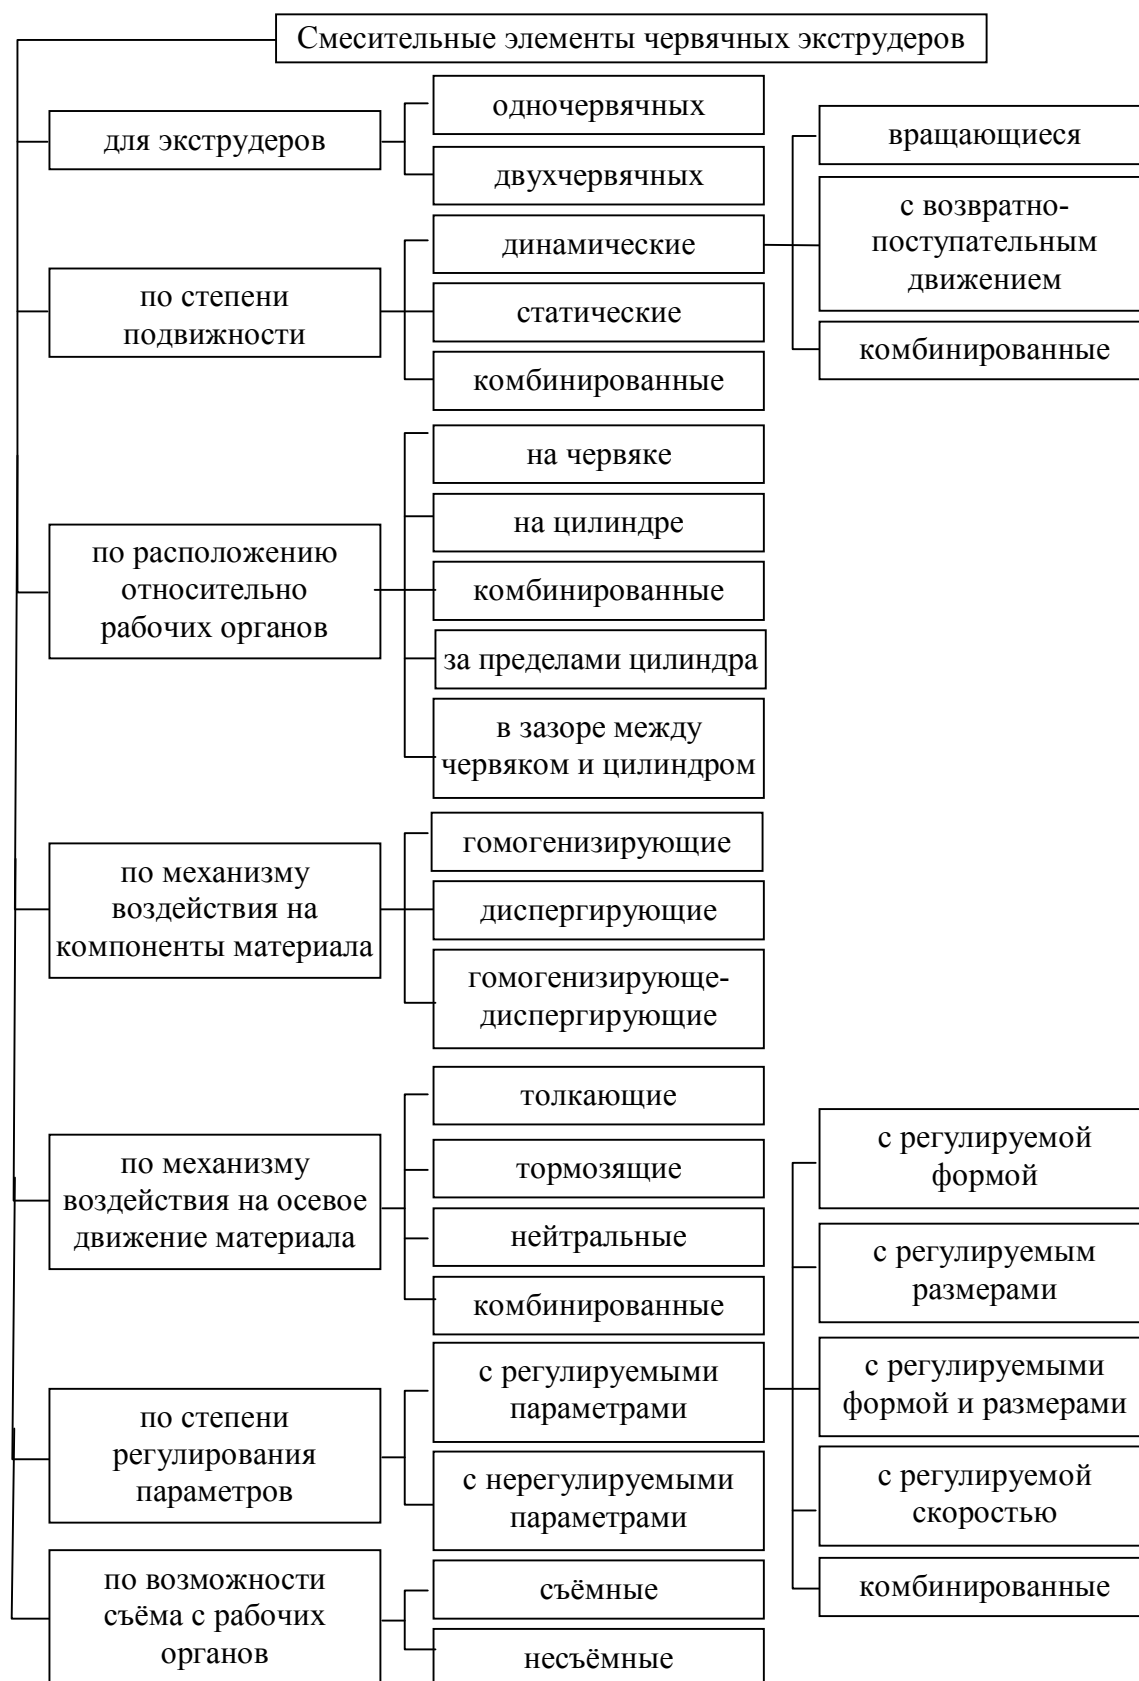 Смесительные элементы червячных экструдеров
для экструдеров
одночервячных
двухчервячных
по степени
подвижности
динамические
вращающиеся
с возвратно-
поступательным
движением
комбинированные
статические
комбинированные
по расположению
относительно
рабочих органов
на червяке
на цилиндре
комбинированные
за пределами цилиндра
в зазоре между
червяком и цилиндром
по механизму
воздействия на
компоненты материала
гомогенизирующие
диспергирующие
гомогенизирующе-
диспергирующие
по механизму
воздействия на осевое
движение материала
толкающие
тормозящие
нейтральные
комбинированные
по степени
регулирования
параметров
с регулируемыми
параметрами
с регулируемой
формой
с регулируемым
размерами
с регулируемыми
формой и размерами
с регулируемой
скоростью
комбинированные
с нерегулируемыми
параметрами
по возможности
съёма с рабочих
органов
съёмные
несъёмные